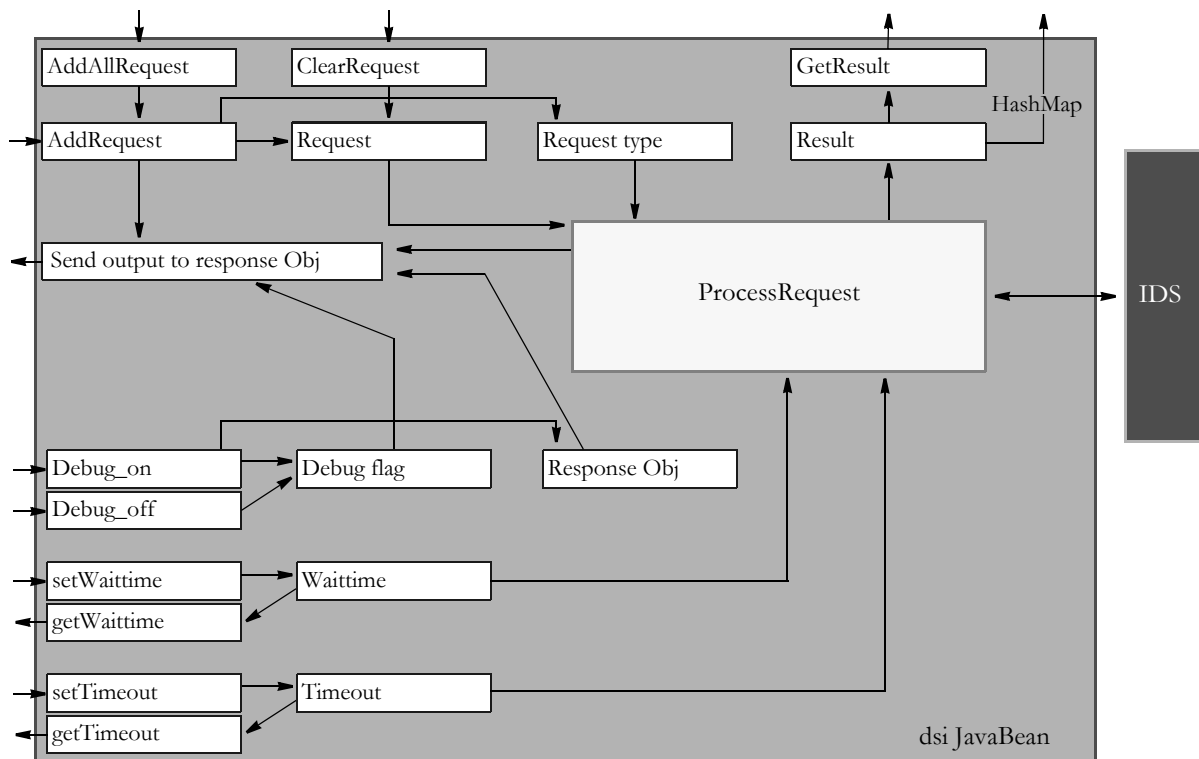 AddAllRequest
ClearRequest
GetResult
HashMap
AddRequest
Request
Request type
Result
Send output to response Obj
ProcessRequest
IDS
Debug_on
Debug flag
Response Obj
Debug_off
setWaittime
Waittime
getWaittime
setTimeout
Timeout
getTimeout
dsi JavaBean